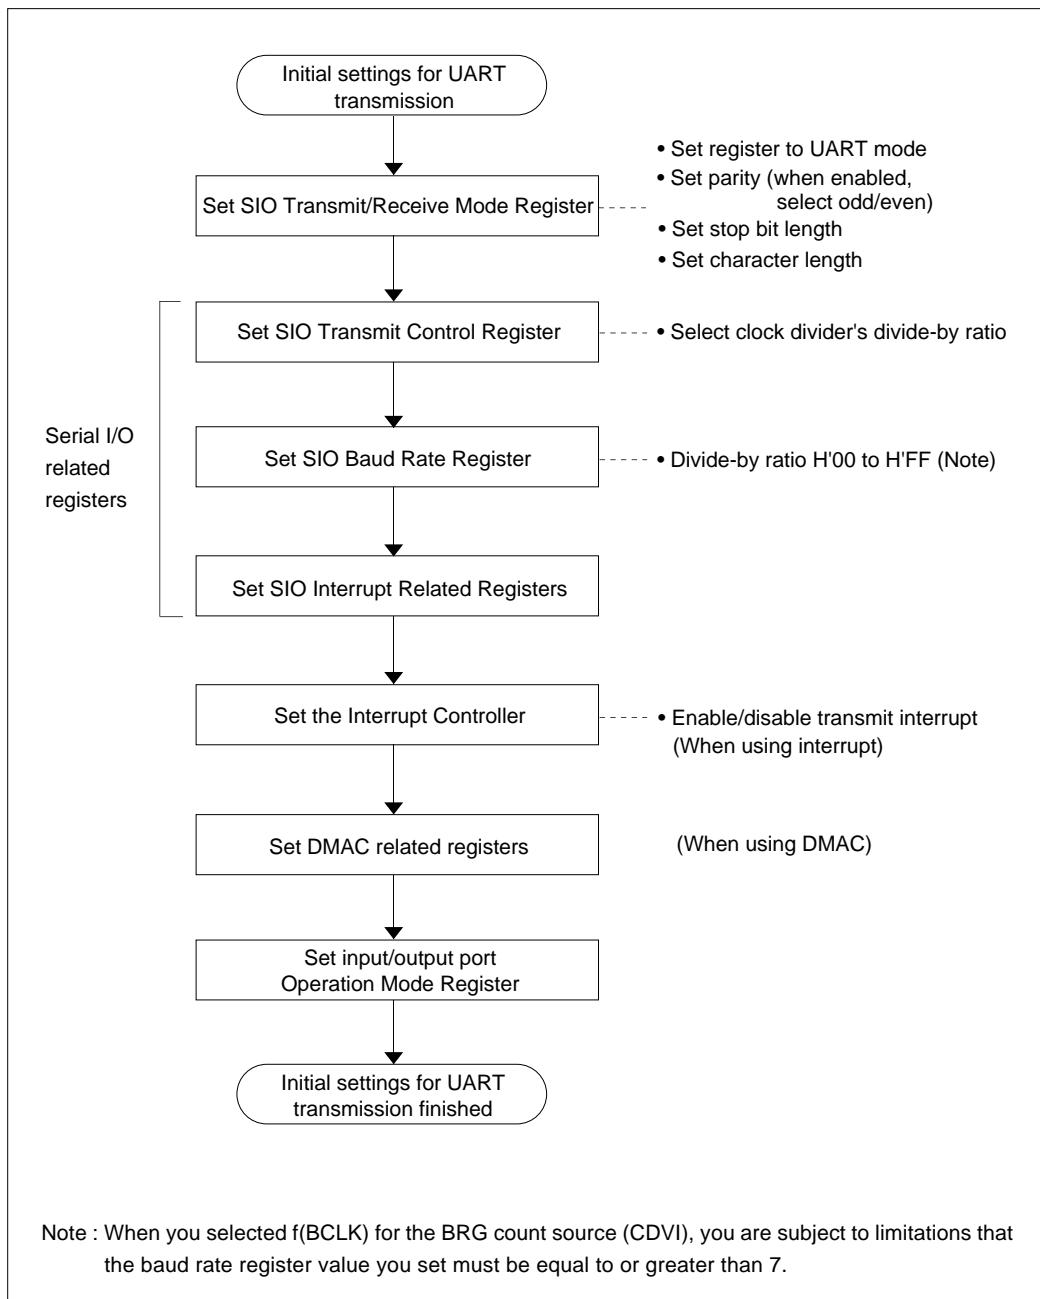 Initial settings for UART
transmission
Set SIO Transmit/Receive Mode Register
• Set register to UART mode
• Set parity (when enabled,
select odd/even)
• Set stop bit length
• Set character length
Serial I/O
related
registers
Set SIO Transmit Control Register
• Select clock divider's divide-by ratio
Set SIO Baud Rate Register
• Divide-by ratio H'00 to H'FF (Note)
Set SIO Interrupt Related Registers
Set the Interrupt Controller
• Enable/disable transmit interrupt
(When using interrupt)
Set DMAC related registers
(When using DMAC)
Set input/output port
Operation Mode Register
Initial settings for UART
transmission finished
Note : When you selected f(BCLK) for the BRG count source (CDVI), you are subject to limitations that
the baud rate register value you set must be equal to or greater than 7.